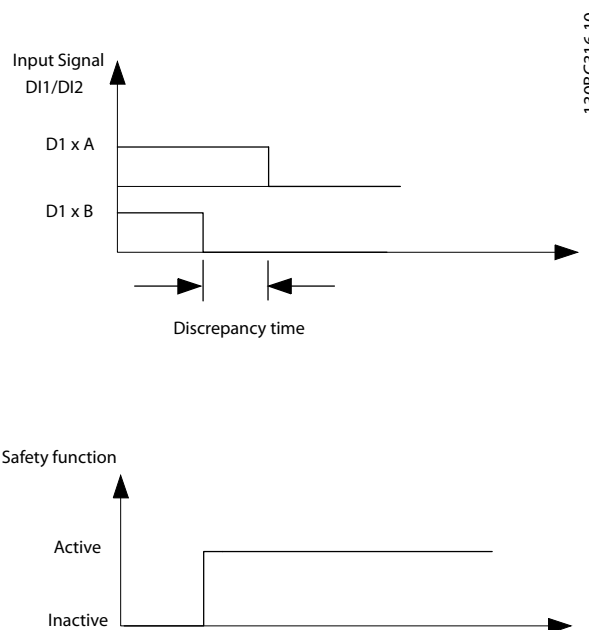 Input Signal
DI1/DI2
D1 x A
D1 x B
Discrepancy time
Safety function
Active
Inactive